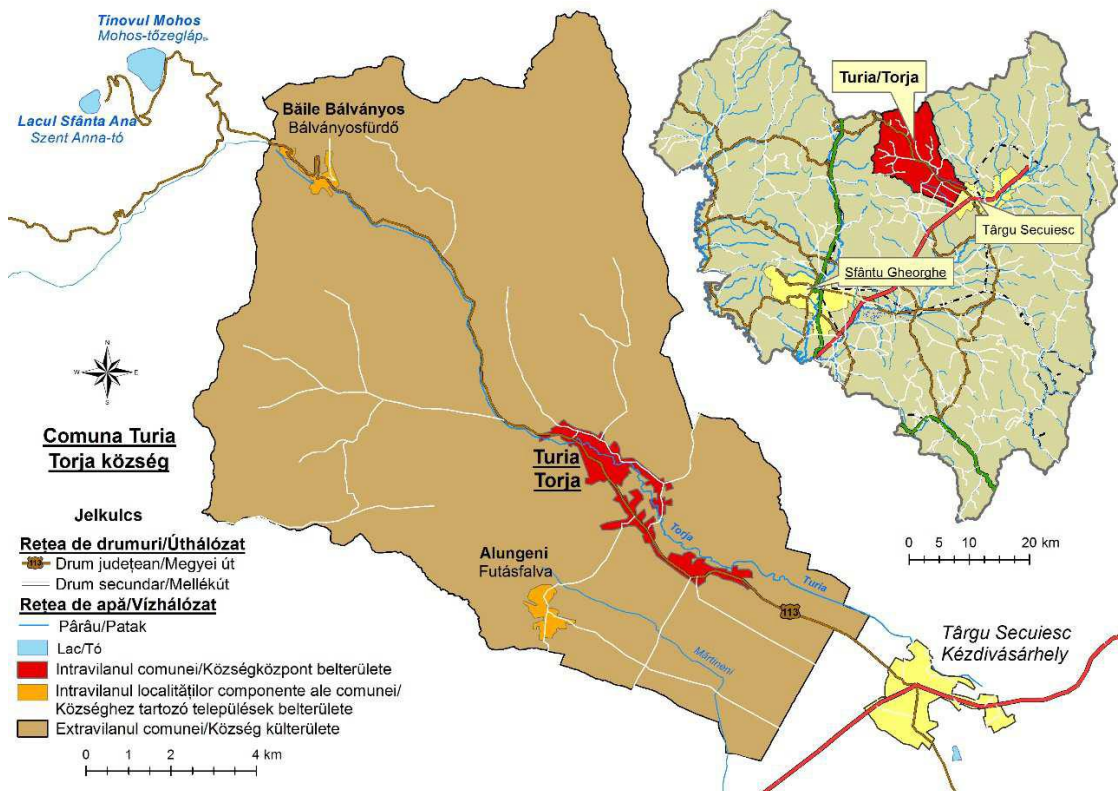 Tinovul Mohos
Mohos-tőzegláp
Lacul Sfânta Ana
Szent Anna-tó
Băile Bálványos
Bálványosfürdő
Turia/Torja
Târgu Secuiesc
Sfântu Gheorghe
N
W
E
S
Comuna Turia
Torja község
Turia
Torja
Torja
Turia
Alungeni
Futásfalva
Mărtineni
113
Târgu Secuiesc
Kézdivásárhely
0 10 20 km
Jelkulcs
Rețea de drumuri/Úthálózat
113 Drum județean/Megyei út
Drum secundar/Mellékút
Rețea de apă/Vízhálózat
Pârâu/Patak
Lac/Tó
Intravilanul comunei/Községközpont belterülete
Intravilanul localităților componente ale comunei/
Községhez tartozó települések belterülete
Extravilanul comunei/Község külterülete
0 2 4 km